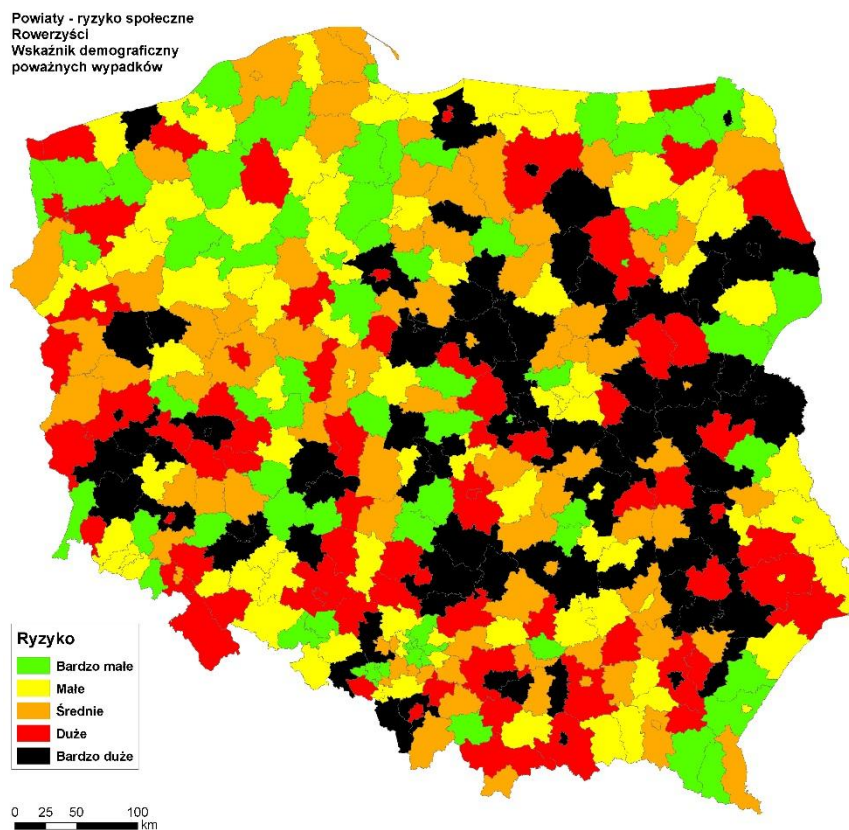 Powiaty - ryzyko społeczne
Rowerzyści
Wskaźnik demograficzny
poważnych wypadków
Ryzyko
Bardzo małe
Małe
Średnie
Duże
Bardzo duże
0 25 50 100
km